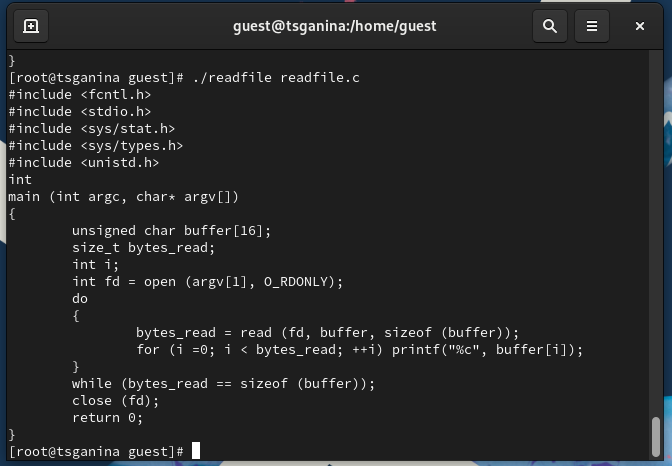 guest@tsganina:/home/guest
}
[root@tsganina guest]# ./readfile readfile.c
#include <fcntl.h>
#include <stdio.h>
#include <sys/stat.h>
#include <sys/types.h>
#include <unistd.h>
int
main (int argc, char* argv[])
{
        unsigned char buffer[16];
        size_t bytes_read;
        int i;
        int fd = open (argv[1], O_RDONLY);
        do
        {
                bytes_read = read (fd, buffer, sizeof (buffer));
                for (i =0; i < bytes_read; ++i) printf("%c", buffer[i]);
        }
        while (bytes_read == sizeof (buffer));
        close (fd);
        return 0;
}
[root@tsganina guest]#